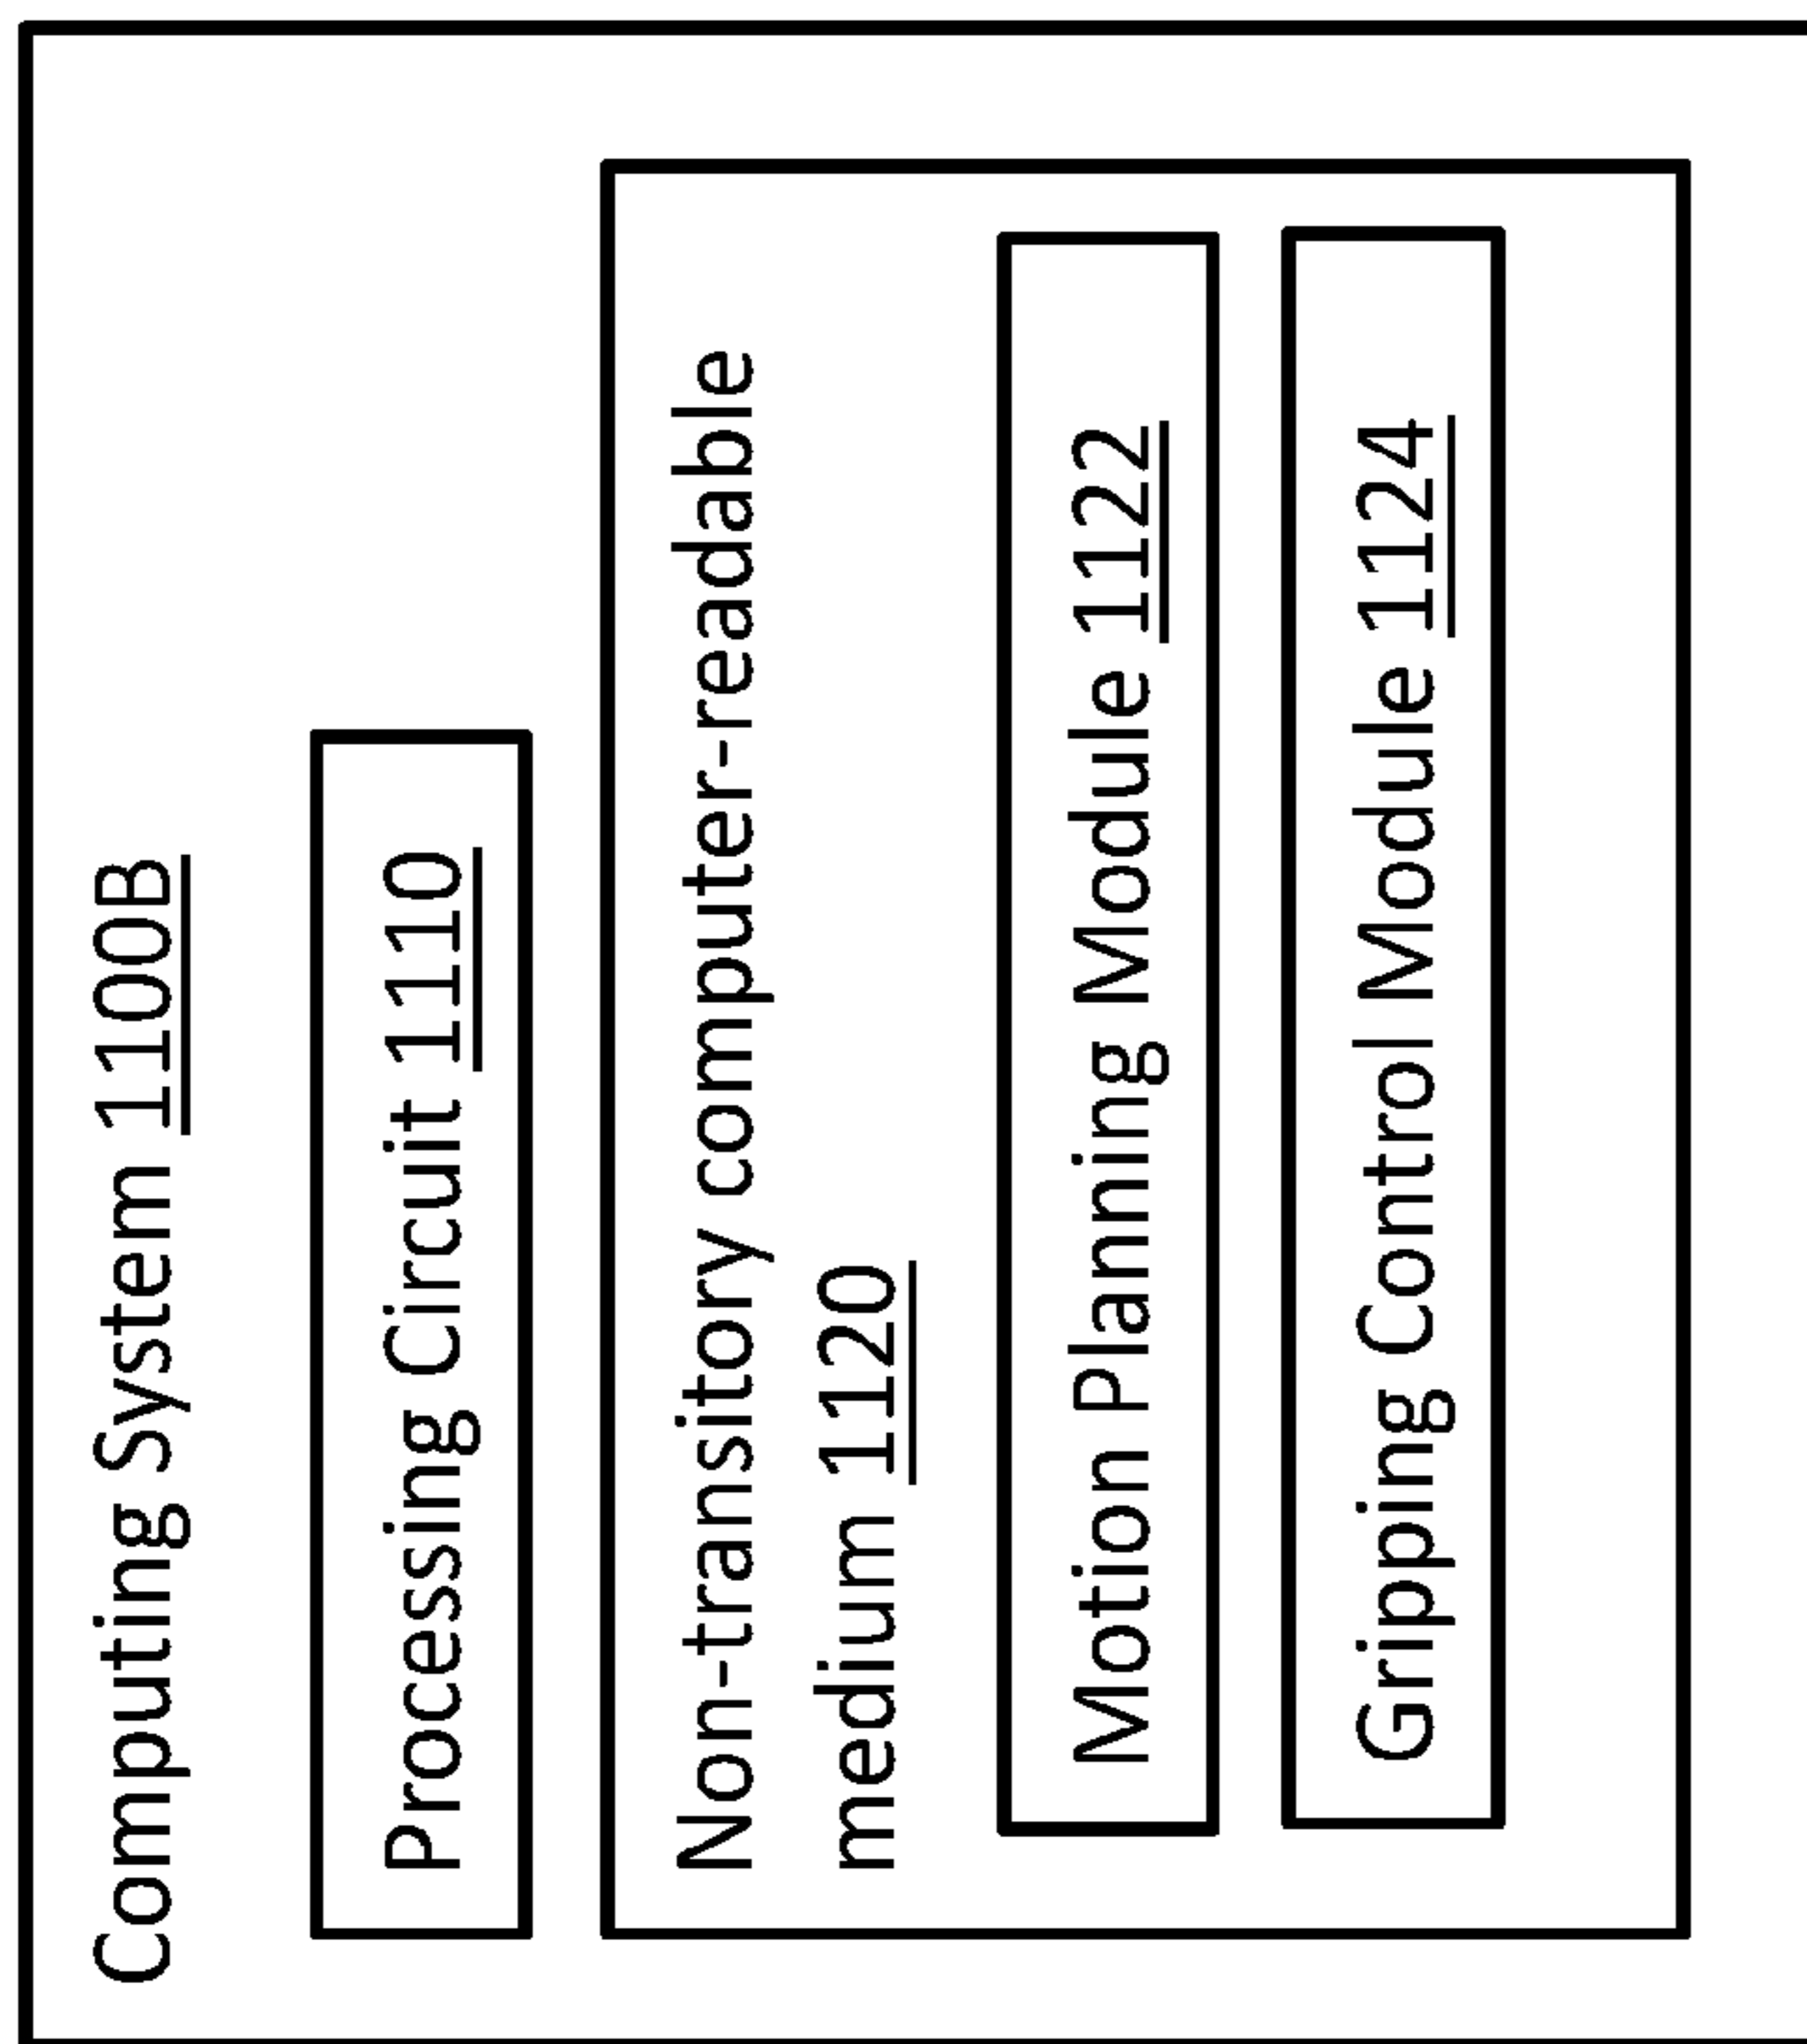 Computing System 1100B
Processing Circuit 1110
Non-transitory computer-readable
medium 1120
Motion Planning Module 1122
Gripping Control Module 1124